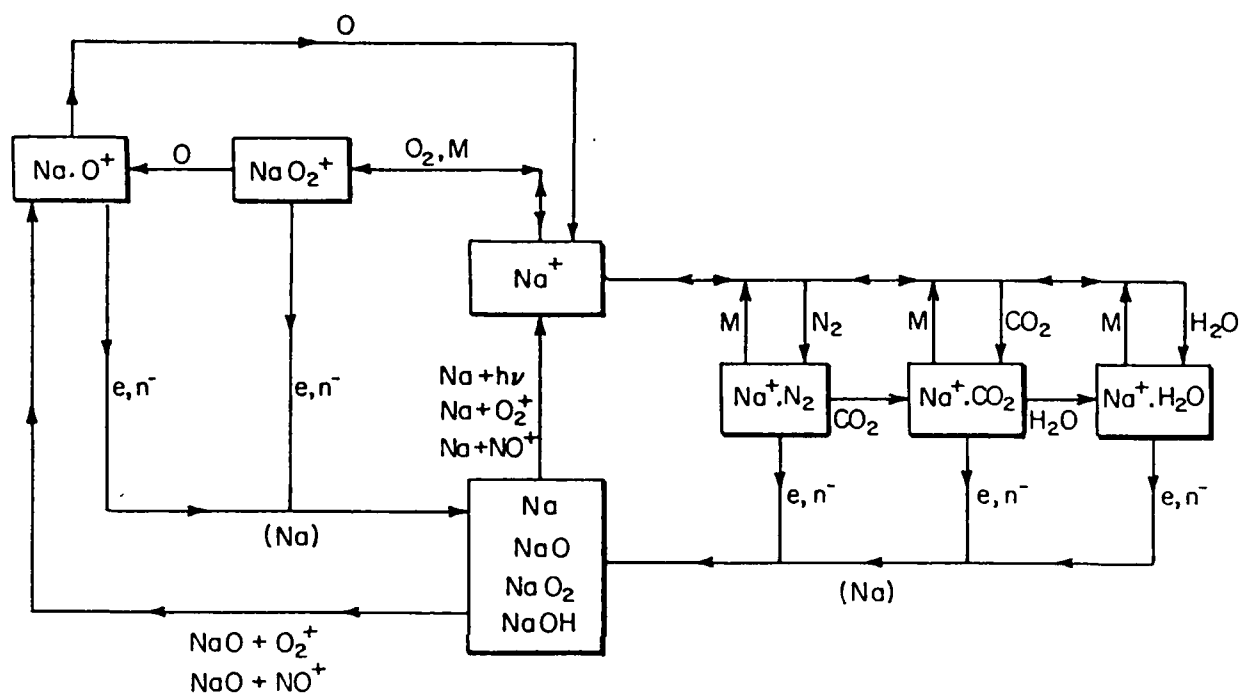 O
Na.O⁺
O
NaO₂⁺
O₂, M
Na⁺
M
N₂
M
CO₂
M
H₂O
e, n⁻
e, n⁻
Na + hν
Na + O₂⁺
Na + NO⁺
Na⁺.N₂
CO₂
Na⁺.CO₂
H₂O
Na⁺.H₂O
e, n⁻
e, n⁻
e, n⁻
(Na)
Na
NaO
NaO₂
NaOH
(Na)
NaO + O₂⁺
NaO + NO⁺